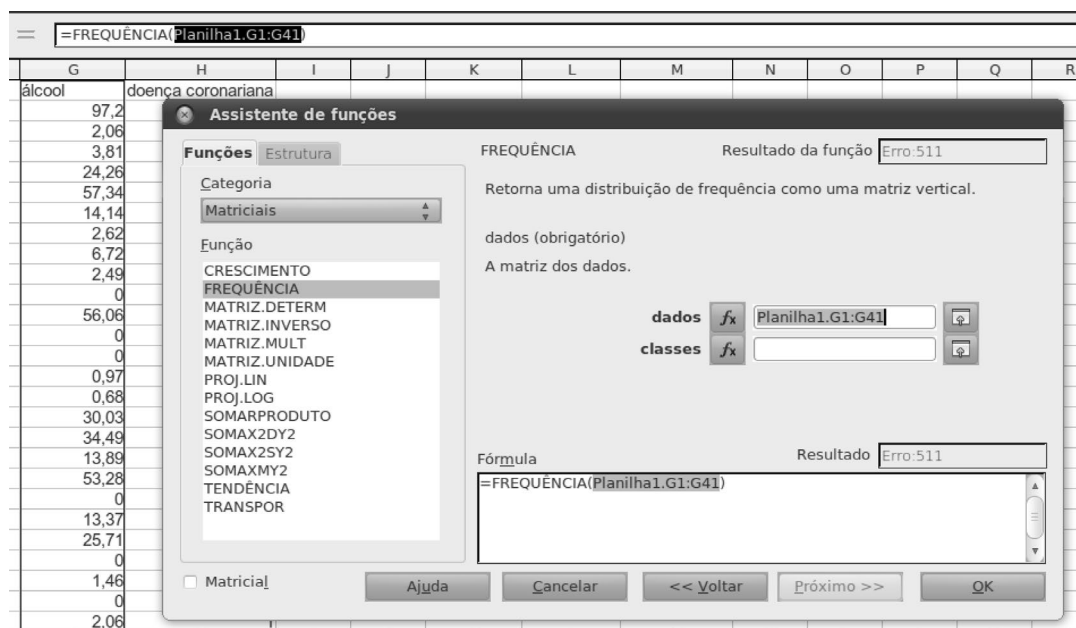 =FREQUÊNCIA(Planilha1.G1:G41)
G H I J K L M N O P Q R
álcool doença coronariana
97,2
2,06
3,81
24,26
57,34
14,14
2,62
6,72
2,49
0
56,06
0
0
0,97
0,68
30,03
34,49
13,89
53,28
0
13,37
25,71
0
1,46
0
2,06
Assistente de funções
Funções Estrutura
Categoria
Matriciais
Função
CRESCIMENTO
FREQUÊNCIA
MATRIZ.DETERM
MATRIZ.INVERSO
MATRIZ.MULT
MATRIZ.UNIDADE
PROJ.LIN
PROJ.LOG
SOMARPRODUTO
SOMAX2DY2
SOMAX2SY2
SOMAXMY2
TENDÊNCIA
TRANSPOR
FREQUÊNCIA Resultado da função Erro:511
Retorna uma distribuição de frequência como uma matriz vertical.
dados (obrigatório)
A matriz dos dados.
dados fx Planilha1.G1:G41
classes fx
Fórmula Resultado Erro:511
=FREQUÊNCIA(Planilha1.G1:G41)
Matricial Ajuda Cancelar << Voltar Próximo >> OK